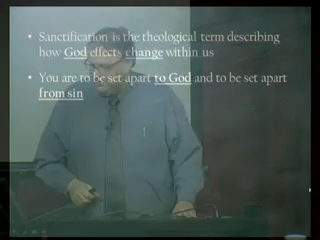 • Sanctification is the theological term describing
how God effects change within us
• You are to be set apart to God and to be set apart
from sin